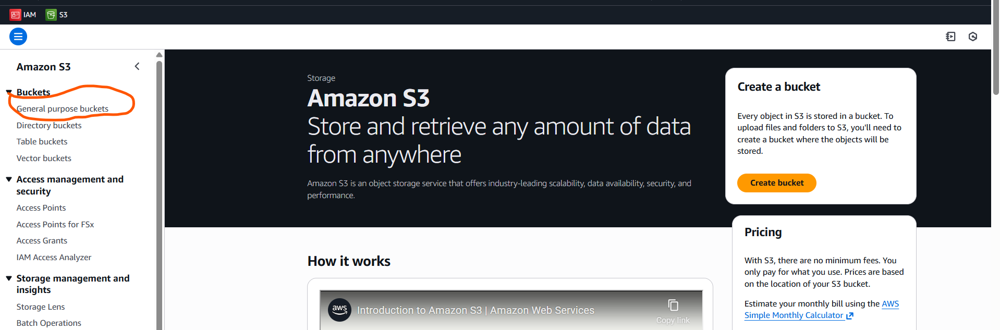 IAM
S3
Amazon S3
Buckets
General purpose buckets
Directory buckets
Table buckets
Vector buckets
Access management and
security
Access Points
Access Points for FSx
Access Grants
IAM Access Analyzer
Storage management and
insights
Storage Lens
Batch Operations
Storage
Amazon S3
Store and retrieve any amount of data
from anywhere
Amazon S3 is an object storage service that offers industry-leading scalability, data availability, security, and
performance.
How it works
aws
Introduction to Amazon S3 | Amazon Web Services
Copy link
Create a bucket
Every object in S3 is stored in a bucket. To
upload files and folders to S3, you'll need to
create a bucket where the objects will be
stored.
Create bucket
Pricing
With S3, there are no minimum fees. You
only pay for what you use. Prices are based
on the location of your S3 bucket.
Estimate your monthly bill using the AWS
Simple Monthly Calculator